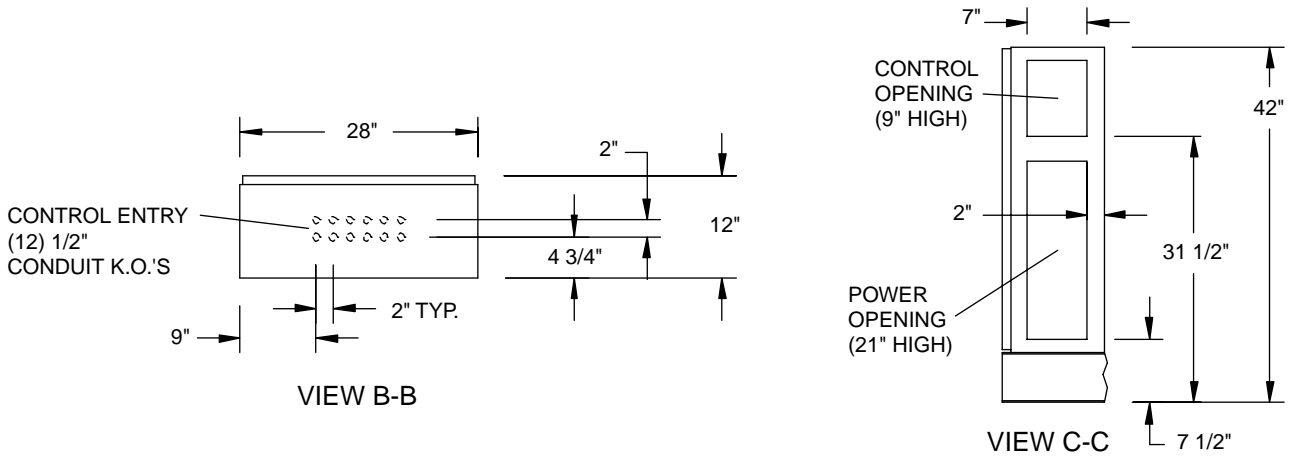 28"
2"
12"
CONTROL ENTRY
(12) 1/2"
CONDUIT K.O.'S
4 3/4"
2" TYP.
9"
VIEW B-B
7"
CONTROL
OPENING
(9" HIGH)
42"
2"
31 1/2"
POWER
OPENING
(21" HIGH)
VIEW C-C
7 1/2"